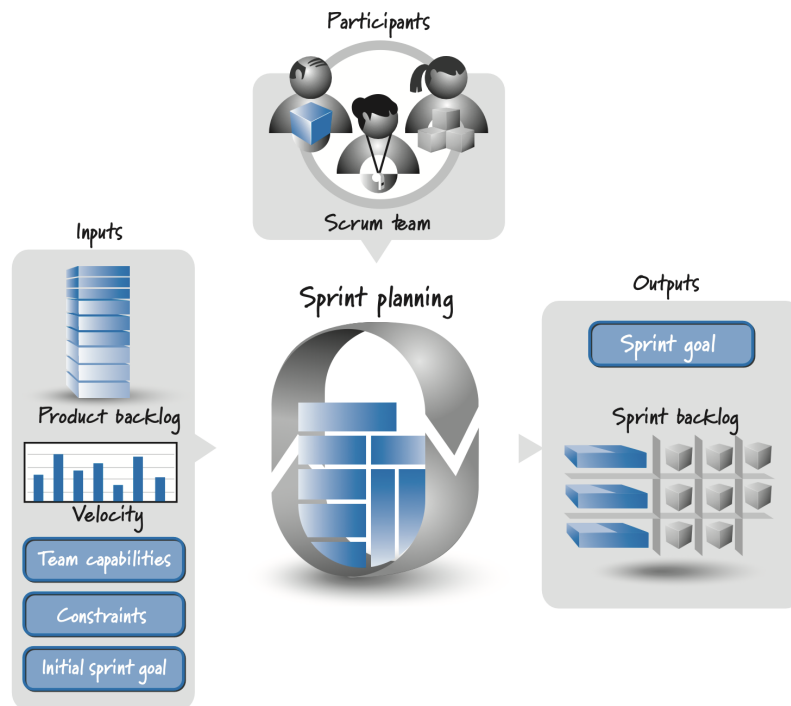 Participants
Scrum team
Inputs
Product backlog
Velocity
Team capabilities
Constraints
Initial sprint goal
Sprint planning
Outputs
Sprint goal
Sprint backlog